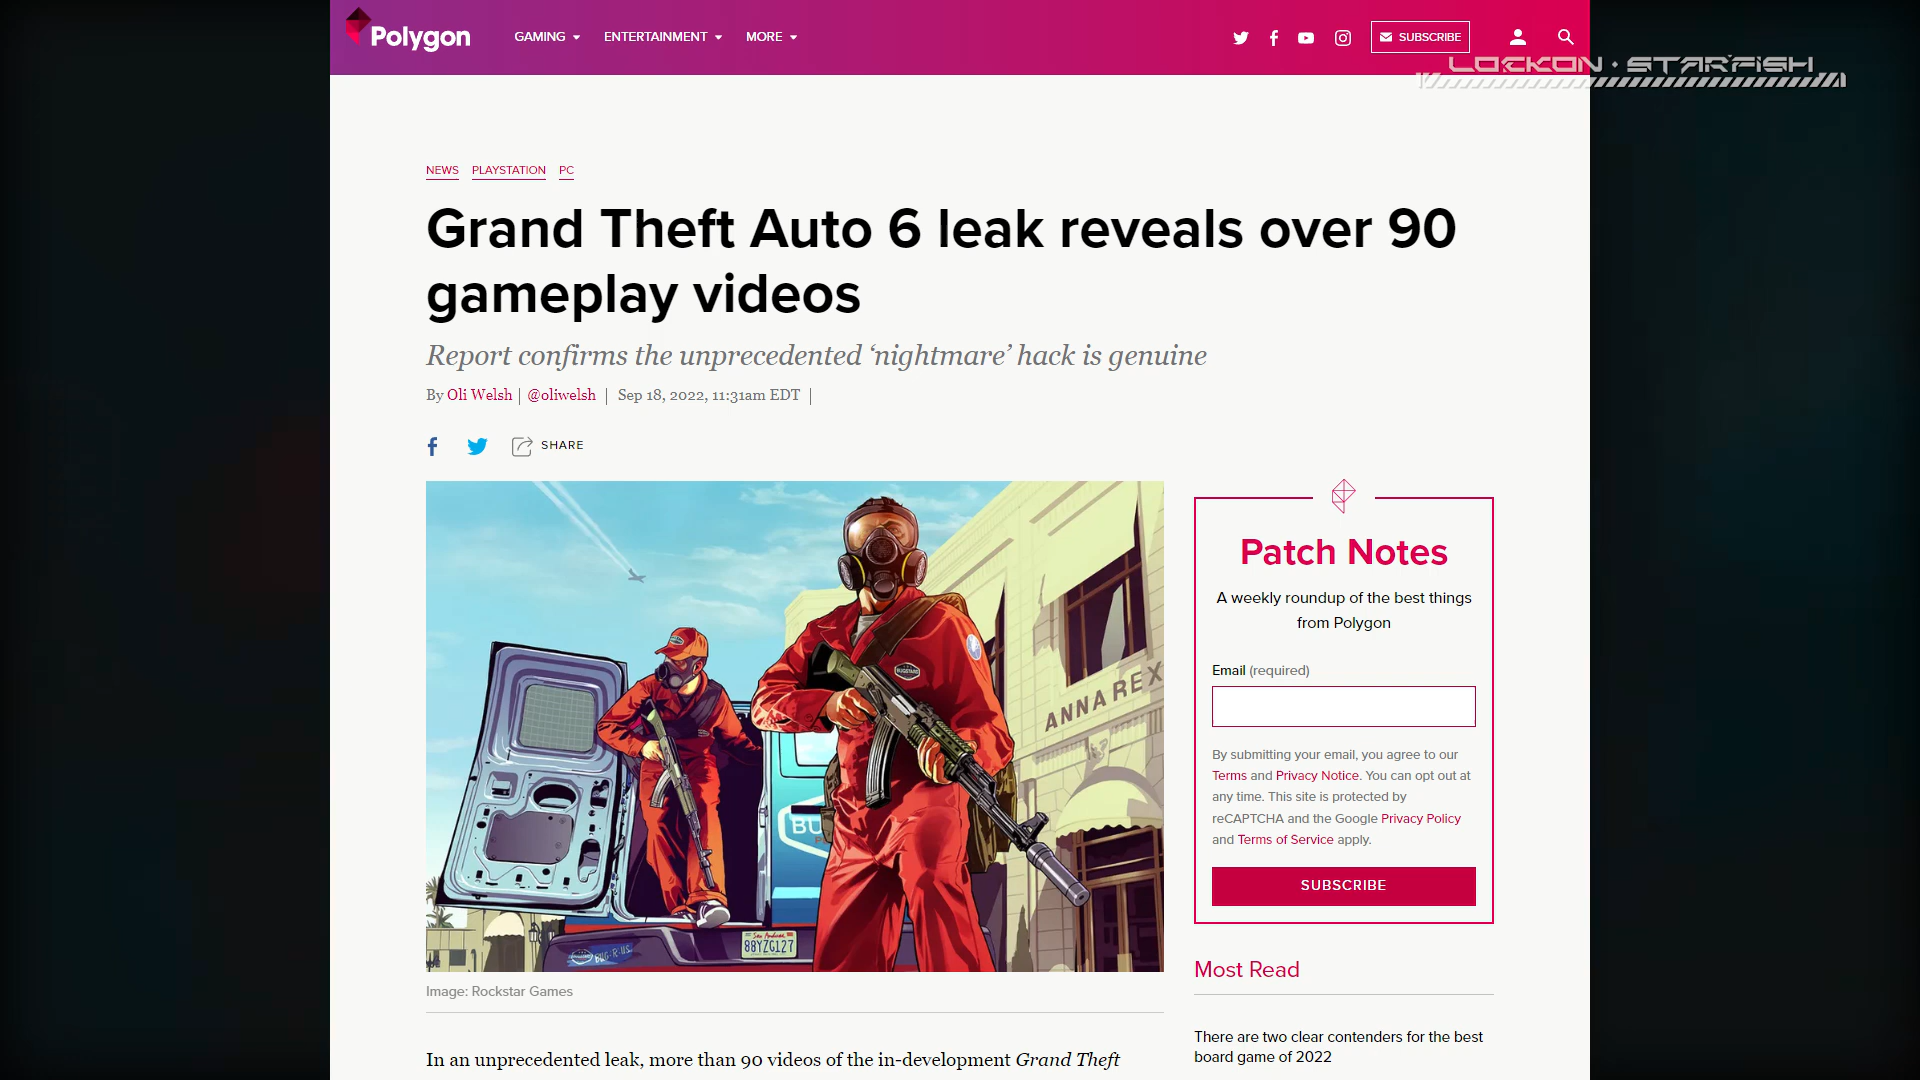 Polygon
GAMING
ENTERTAINMENT
MORE
SUBSCRIBE
LOCKON · STARFISH
NEWS PLAYSTATION PC
Grand Theft Auto 6 leak reveals over 90
gameplay videos
Report confirms the unprecedented ‘nightmare’ hack is genuine
By Oli Welsh | @oliwelsh | Sep 18, 2022, 11:31am EDT |
SHARE
ANNA REX
BUGSTARS
BU
BUG-R-US
San Andreas
88YZG127
Image: Rockstar Games
In an unprecedented leak, more than 90 videos of the in-development Grand Theft
Patch Notes
A weekly roundup of the best things
from Polygon
Email (required)
By submitting your email, you agree to our
Terms and Privacy Notice. You can opt out at
any time. This site is protected by
reCAPTCHA and the Google Privacy Policy
and Terms of Service apply.
SUBSCRIBE
Most Read
There are two clear contenders for the best
board game of 2022